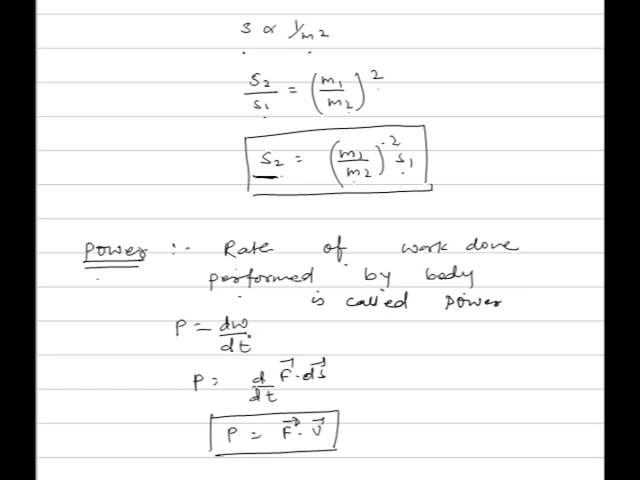 s ∝ 1/m2
S2/S1 = (m1/m2)^2
S2 = (m1/m2)^2 S1
Power :- Rate of work done
performed by body
is called power
P = dw/dt
P = d/dt F⃗·ds⃗
P = F⃗·V⃗